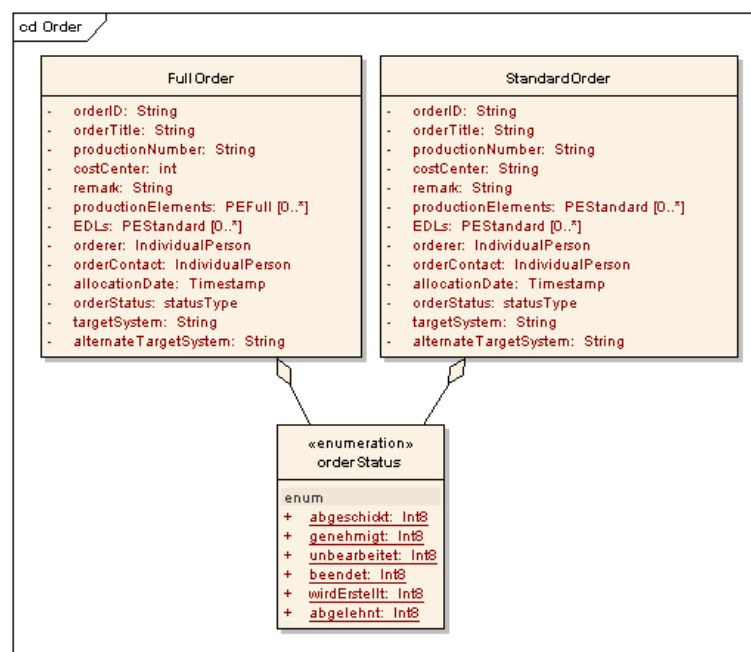 cd Order
FullOrder
- orderID: String
- orderTitle: String
- productionNumber: String
- costCenter: int
- remark: String
- productionElements: PEFull [0..*]
- EDLs: PEStandard [0..*]
- orderer: IndividualPerson
- orderContact: IndividualPerson
- allocationDate: Timestamp
- orderStatus: statusType
- targetSystem: String
- alternateTargetSystem: String
StandardOrder
- orderID: String
- orderTitle: String
- productionNumber: String
- costCenter: String
- remark: String
- productionElements: PEStandard [0..*]
- EDLs: PEStandard [0..*]
- orderer: IndividualPerson
- orderContact: IndividualPerson
- allocationDate: Timestamp
- orderStatus: statusType
- targetSystem: String
- alternateTargetSystem: String
«enumeration»
orderStatus
enum
+ abgeschickt: Int8
+ genehmigt: Int8
+ unbearbeitet: Int8
+ beendet: Int8
+ wirdErstellt: Int8
+ abgelehnt: Int8